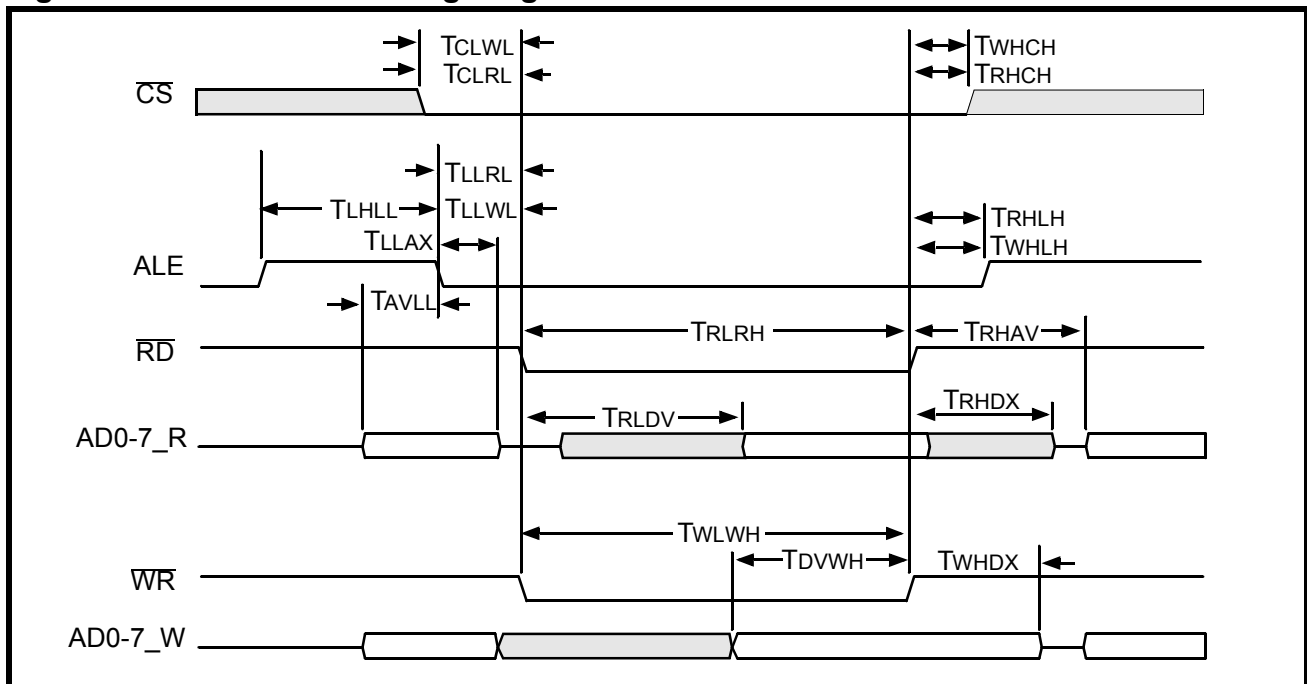 TCLWL
TWHCH
TCLRL
TRHCH
CS
TLLRL
TLHLL
TLLWL
TRHLH
TLLAX
TWHLH
ALE
TAVLL
TRLRH
TRHAV
RD
TRHDX
TRLDV
AD0-7_R
TWLWH
TDVWH
TWHDX
WR
AD0-7_W